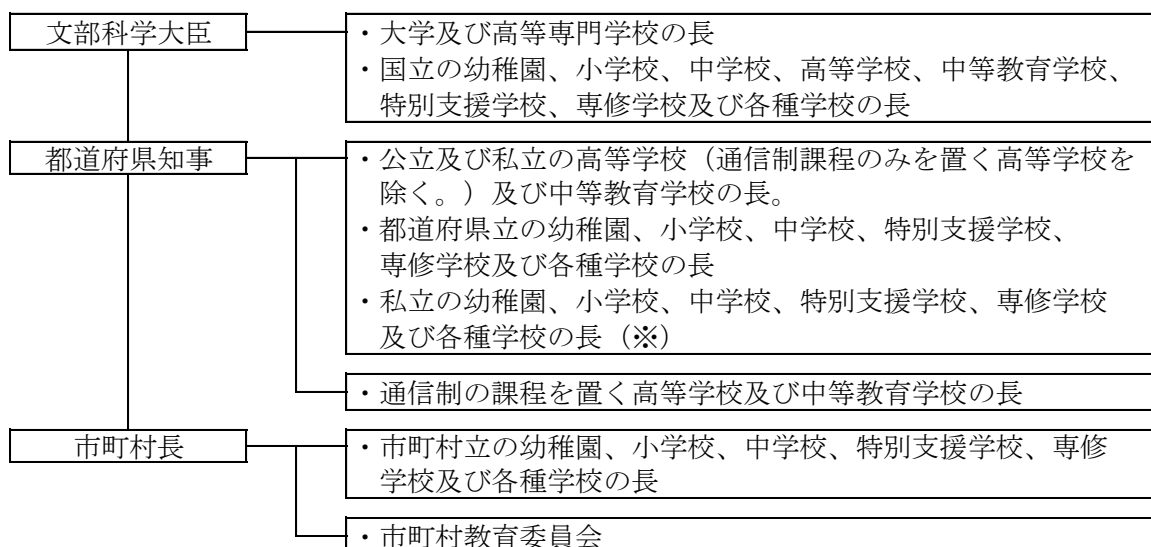 文部科学大臣
・大学及び高等専門学校の長
・国立の幼稚園、小学校、中学校、高等学校、中等教育学校、
特別支援学校、専修学校及び各種学校の長
都道府県知事
・公立及び私立の高等学校（通信制課程のみを置く高等学校を
除く。）及び中等教育学校の長。
・都道府県立の幼稚園、小学校、中学校、特別支援学校、
専修学校及び各種学校の長
・私立の幼稚園、小学校、中学校、特別支援学校、専修学校
及び各種学校の長（※）
・通信制の課程を置く高等学校及び中等教育学校の長
市町村長
・市町村立の幼稚園、小学校、中学校、特別支援学校、専修
学校及び各種学校の長
・市町村教育委員会